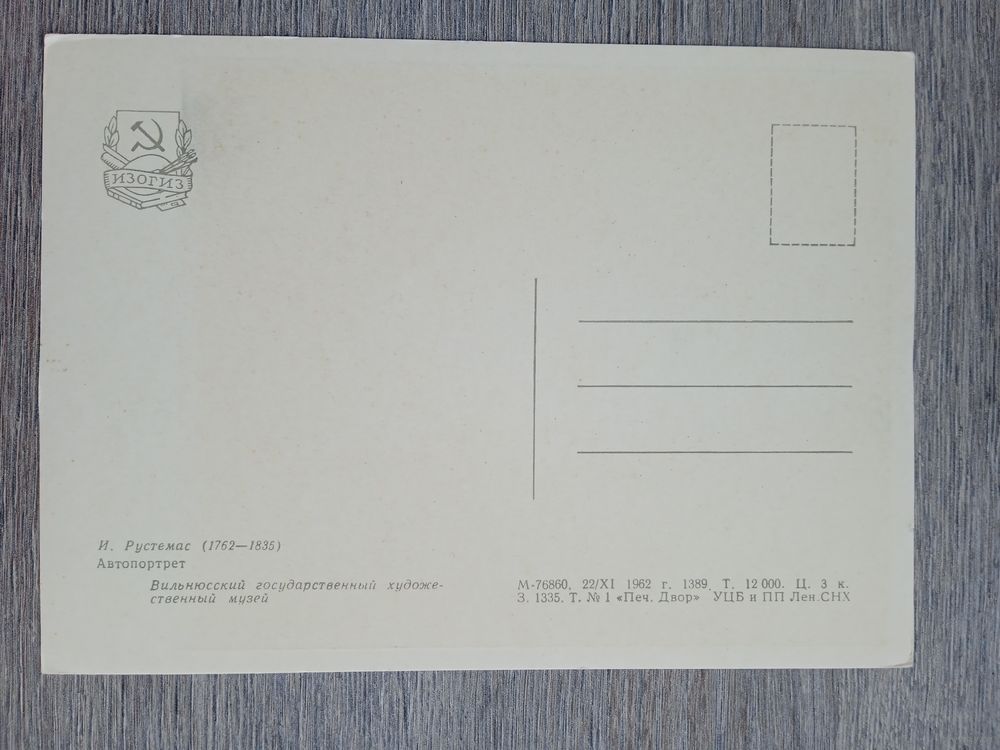 ИЗОГИЗ
И. Рустемас (1762—1835)
Автопортрет
Вильнюсский государственный художе-
ственный музей
М-76860, 22/XI 1962 г. 1389. Т. 12 000. Ц. 3 к.
З. 1335. Т. № 1 «Печ. Двор» УЦБ и ПП Лен.СНХ